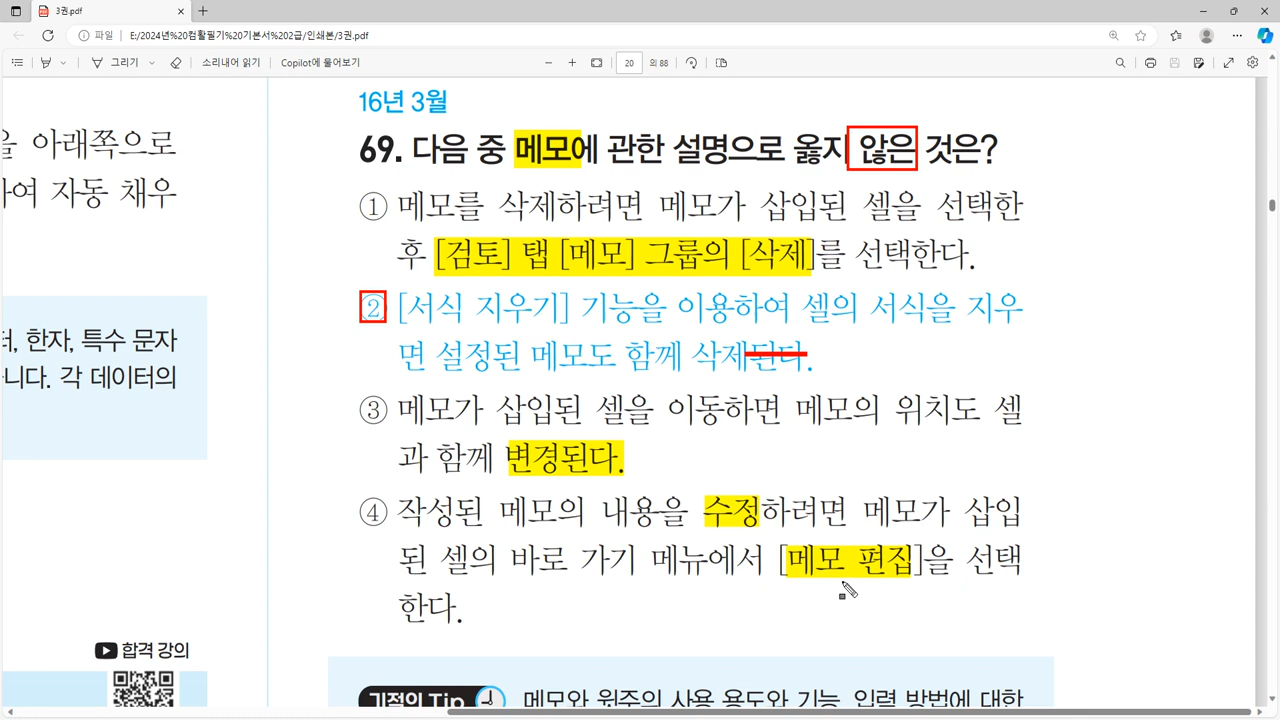 3권.pdf
파일
E:/2024년%20컴활필기%20기본서%202급/인쇄본/3권.pdf
그리기
소리내어 읽기
Copilot에 물어보기
20
의 88
을 아래쪽으로
하여 자동 채우
터, 한자, 특수 문자
니다. 각 데이터의
합격 강의
16년 3월
69. 다음 중 메모에 관한 설명으로 옳지 않은 것은?
① 메모를 삭제하려면 메모가 삽입된 셀을 선택한
후 [검토] 탭 [메모] 그룹의 [삭제]를 선택한다.
② [서식 지우기] 기능을 이용하여 셀의 서식을 지우
면 설정된 메모도 함께 삭제된다.
③ 메모가 삽입된 셀을 이동하면 메모의 위치도 셀
과 함께 변경된다.
④ 작성된 메모의 내용을 수정하려면 메모가 삽입
된 셀의 바로 가기 메뉴에서 [메모 편집]을 선택
한다.
기적의 Tip
메모와 윗주의 사용 용도와 기능, 입력 방법에 대한